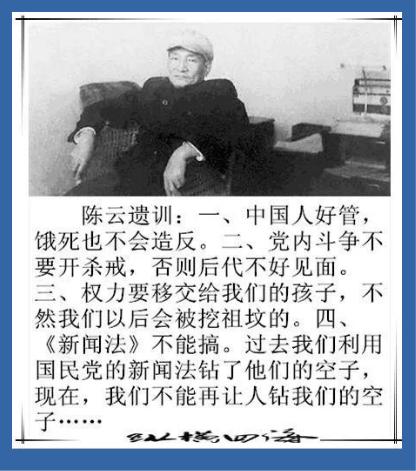 陈云遗训：一、中国人好管，
饿死也不会造反。二、党内斗争不
要开杀戒，否则后代不好见面。
三、权力要移交给我们的孩子，不
然我们以后会被挖祖坟的。四、
《新闻法》不能搞。过去我们利用
国民党的新闻法钻了他们的空子，
现在，我们不能再让人钻我们的空
子……
纵横四海